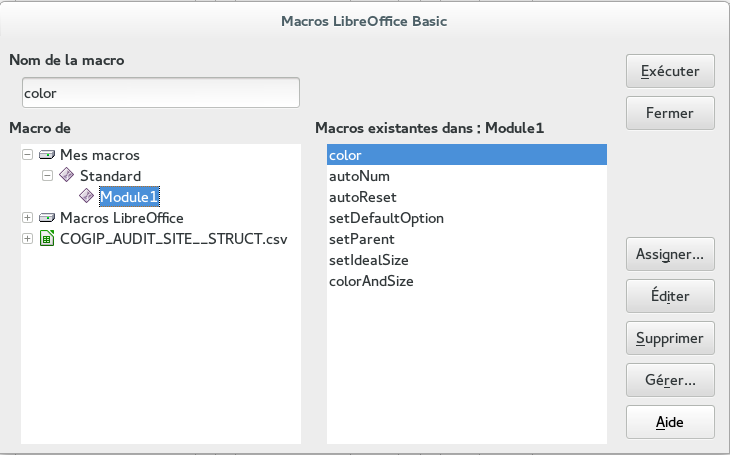 Macros LibreOffice Basic
Nom de la macro
color
Macro de
Mes macros
Standard
Module1
Macros LibreOffice
COGIP_AUDIT_SITE__STRUCT.csv
Macros existantes dans : Module1
color
autoNum
autoReset
setDefaultOption
setParent
setIdealSize
colorAndSize
Exécuter
Fermer
Assigner...
Éditer
Supprimer
Gérer...
Aide